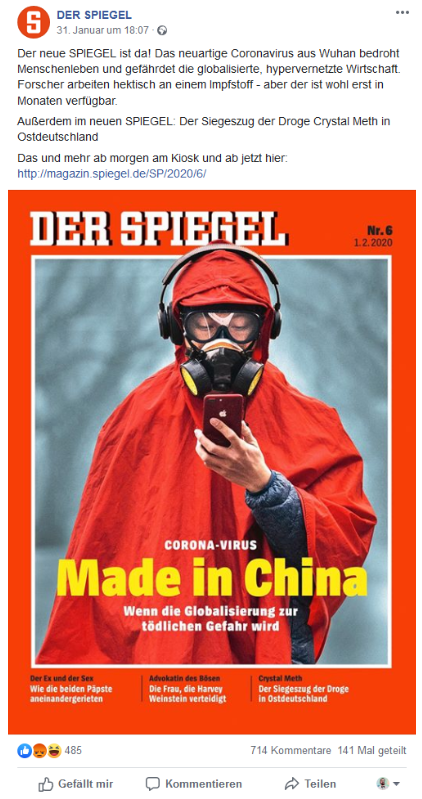 DER SPIEGEL
31. Januar um 18:07 ·
Der neue SPIEGEL ist da! Das neuartige Coronavirus aus Wuhan bedroht
Menschenleben und gefährdet die globalisierte, hypervernetzte Wirtschaft.
Forscher arbeiten hektisch an einem Impfstoff - aber der ist wohl erst in
Monaten verfügbar.
Außerdem im neuen SPIEGEL: Der Siegeszug der Droge Crystal Meth in
Ostdeutschland
Das und mehr ab morgen am Kiosk und ab jetzt hier:
http://magazin.spiegel.de/SP/2020/6/
DER SPIEGEL
Nr. 6
1.2.2020
CORONA-VIRUS
Made in China
Wenn die Globalisierung zur
tödlichen Gefahr wird
Der Ex und der Sex
Wie die beiden Päpste
aneinandergerieten
Advokatin des Bösen
Die Frau, die Harvey
Weinstein verteidigt
Crystal Meth
Der Siegeszug der Droge
in Ostdeutschland
485
714 Kommentare 141 Mal geteilt
Gefällt mir
Kommentieren
Teilen